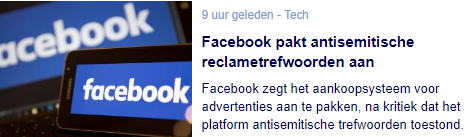 facebook
facebook
9 uur geleden - Tech
Facebook pakt antisemitische
reclametrefwoorden aan
Facebook zegt het aankoopsysteem voor
advertenties aan te pakken, na kritiek dat het
platform antisemitische trefwoorden toestond.